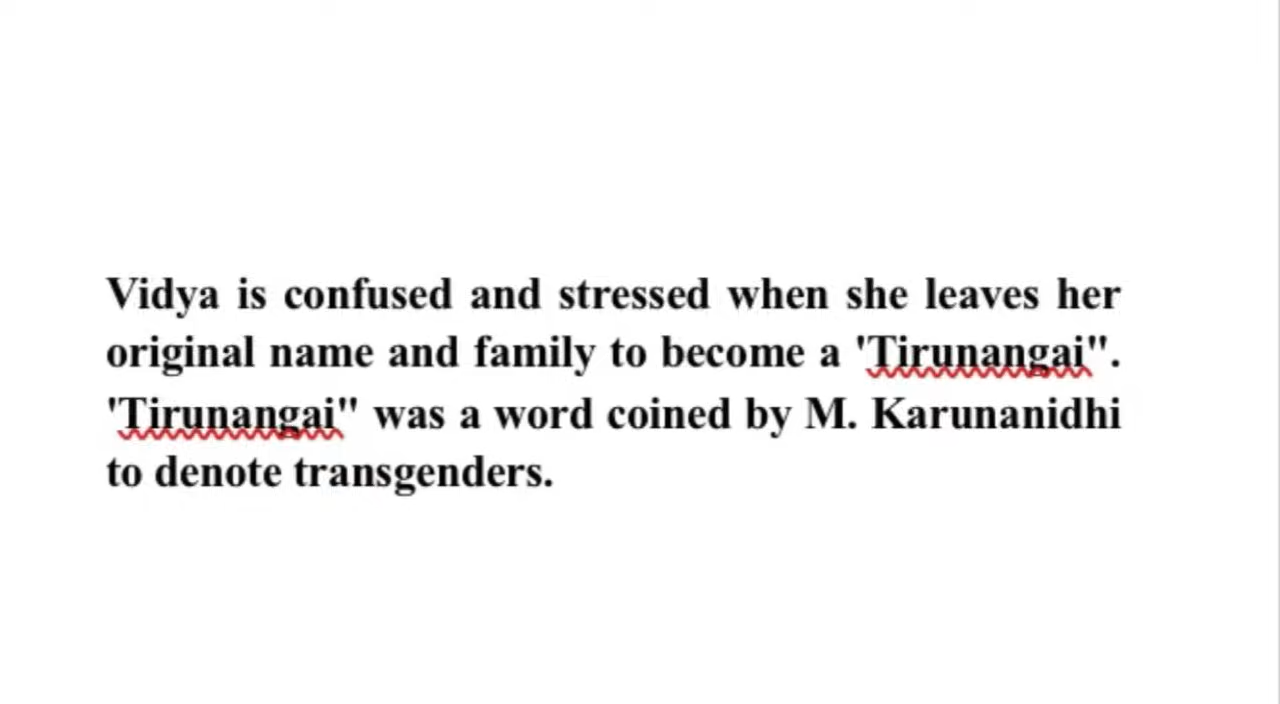 Vidya is confused and stressed when she leaves her
original name and family to become a 'Tirunangai".
'Tirunangai" was a word coined by M. Karunanidhi
to denote transgenders.